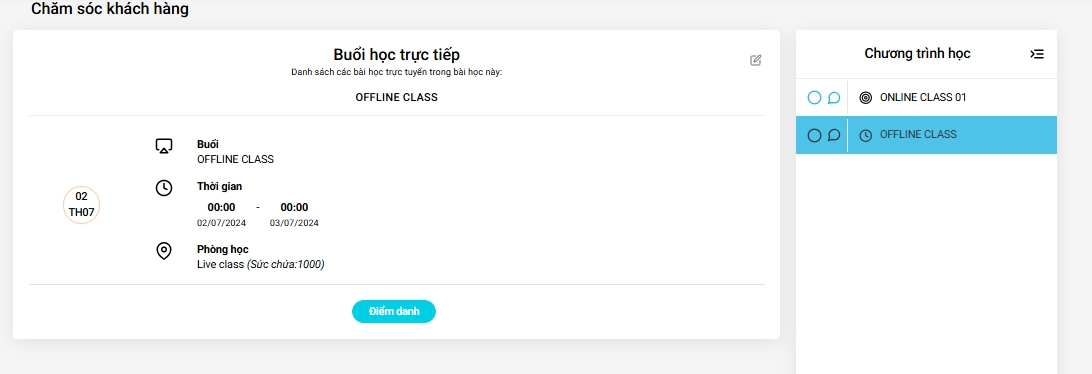 Chăm sóc khách hàng
Buổi học trực tiếp
Danh sách các bài học trực tuyến trong bài học này:
OFFLINE CLASS
02
TH07
Buổi
OFFLINE CLASS
Thời gian
00:00 - 00:00
02/07/2024 03/07/2024
Phòng học
Live class (Sức chứa:1000)
Điểm danh
Chương trình học
ONLINE CLASS 01
OFFLINE CLASS